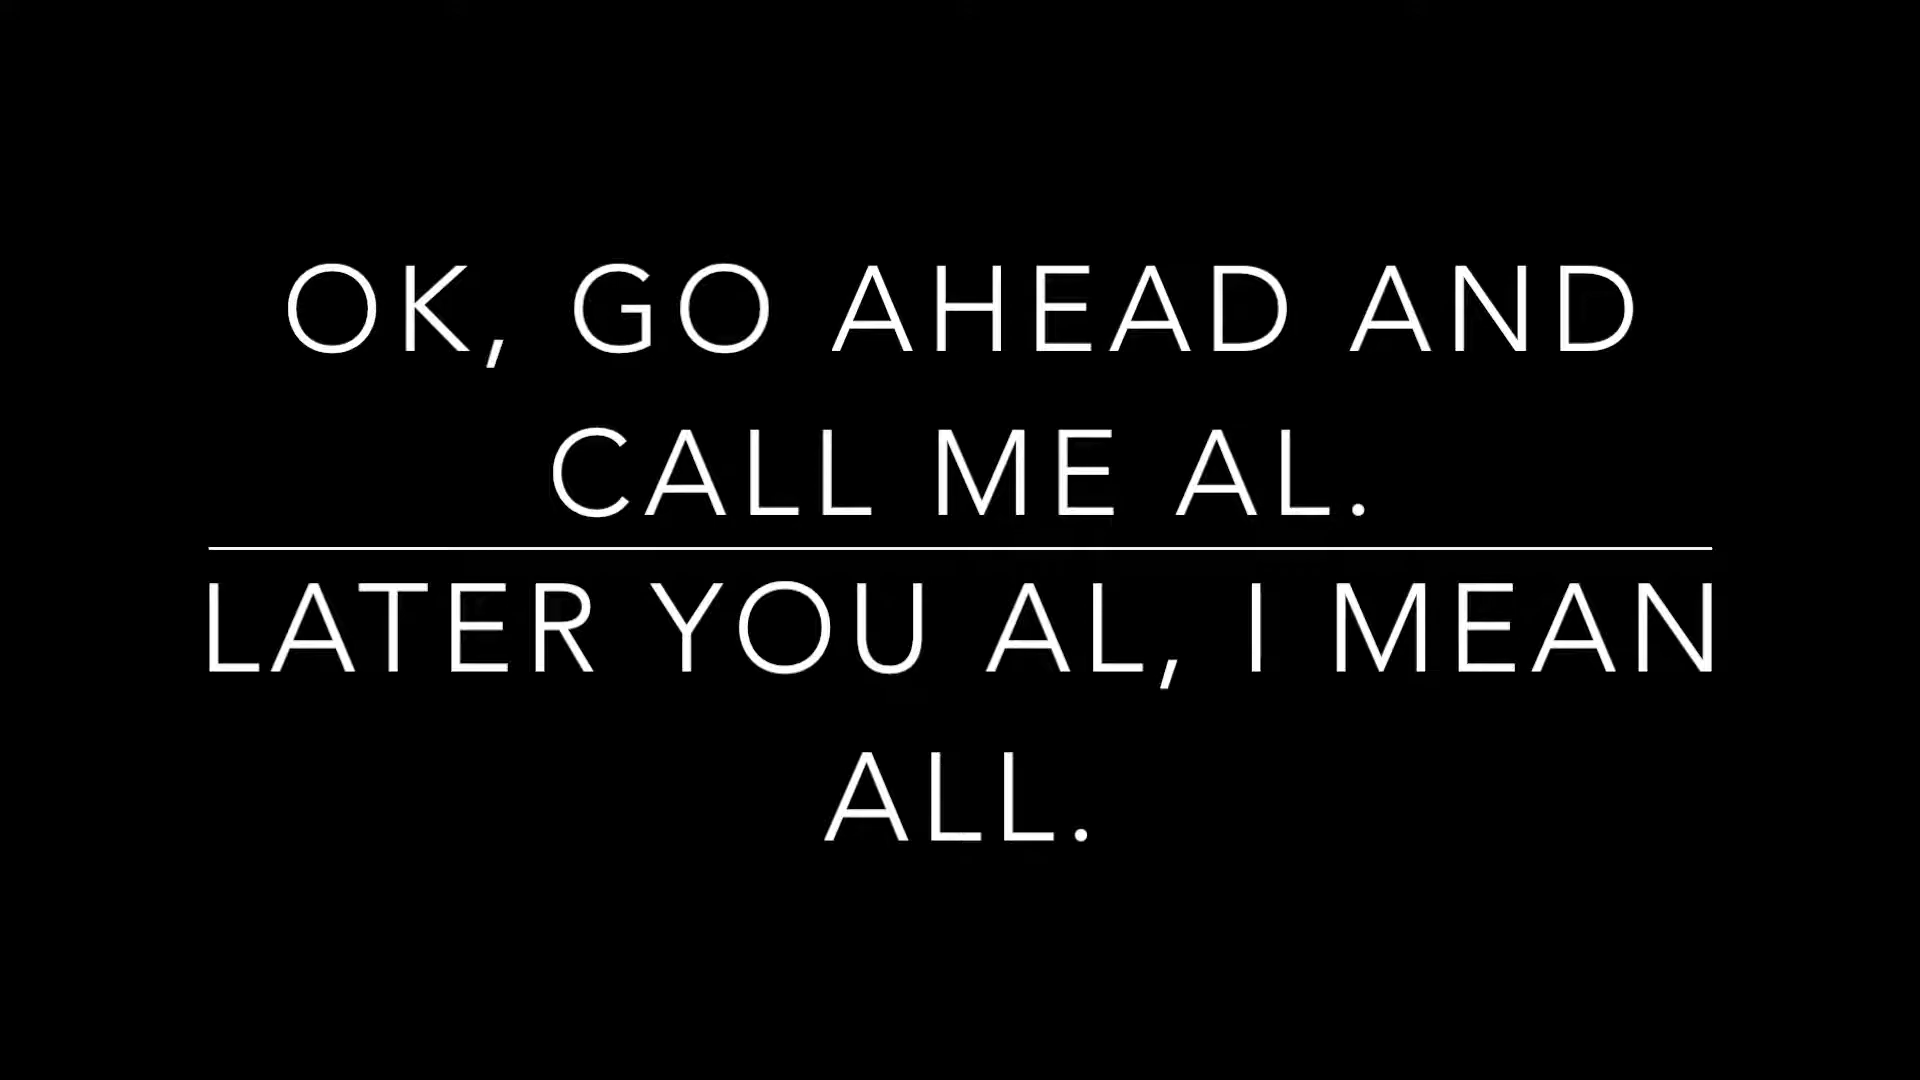 OK, GO AHEAD AND
CALL ME AL.
LATER YOU AL, I MEAN
ALL.